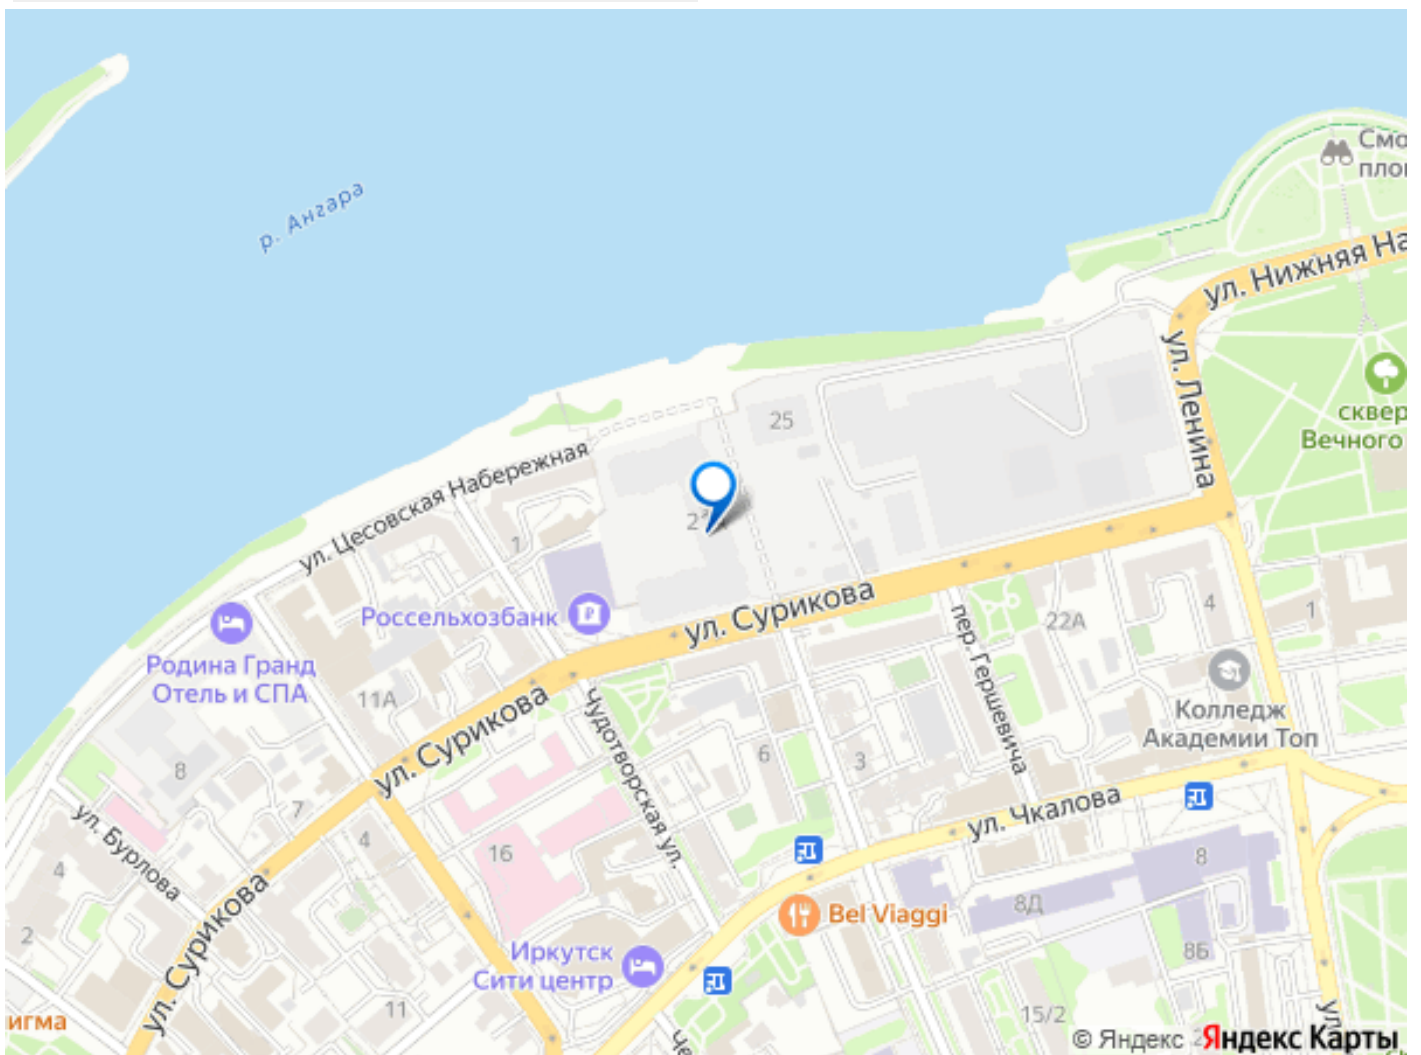 р. Ангара
Смо
пло
ул. Нижняя На
ул. Ленина
сквер
Вечного
25
ул. Цесовская Набережная
1
Россельхозбанк
ул. Сурикова
22А
4
1
пер. Гершевича
Родина Гранд
Отель и СПА
11А
Колледж
Академии Топ
ул. Сурикова
Чудотворская ул.
6
3
8
7
ул. Чкалова
ул. Бурлова
4
4
16
8
8Д
Bel Viaggi
2
ул. Сурикова
8Б
Иркутск
Сити центр
11
15/2
игма
ул.
Че
© Яндекс
Яндекс Карты